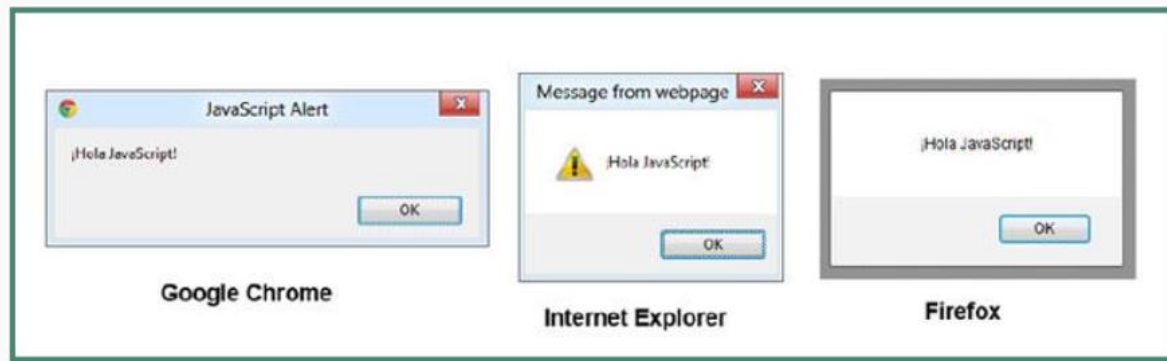 JavaScript Alert
¡Hola JavaScript!
OK
Google Chrome
Message from webpage
¡Hola JavaScript!
OK
Internet Explorer
¡Hola JavaScript!
OK
Firefox